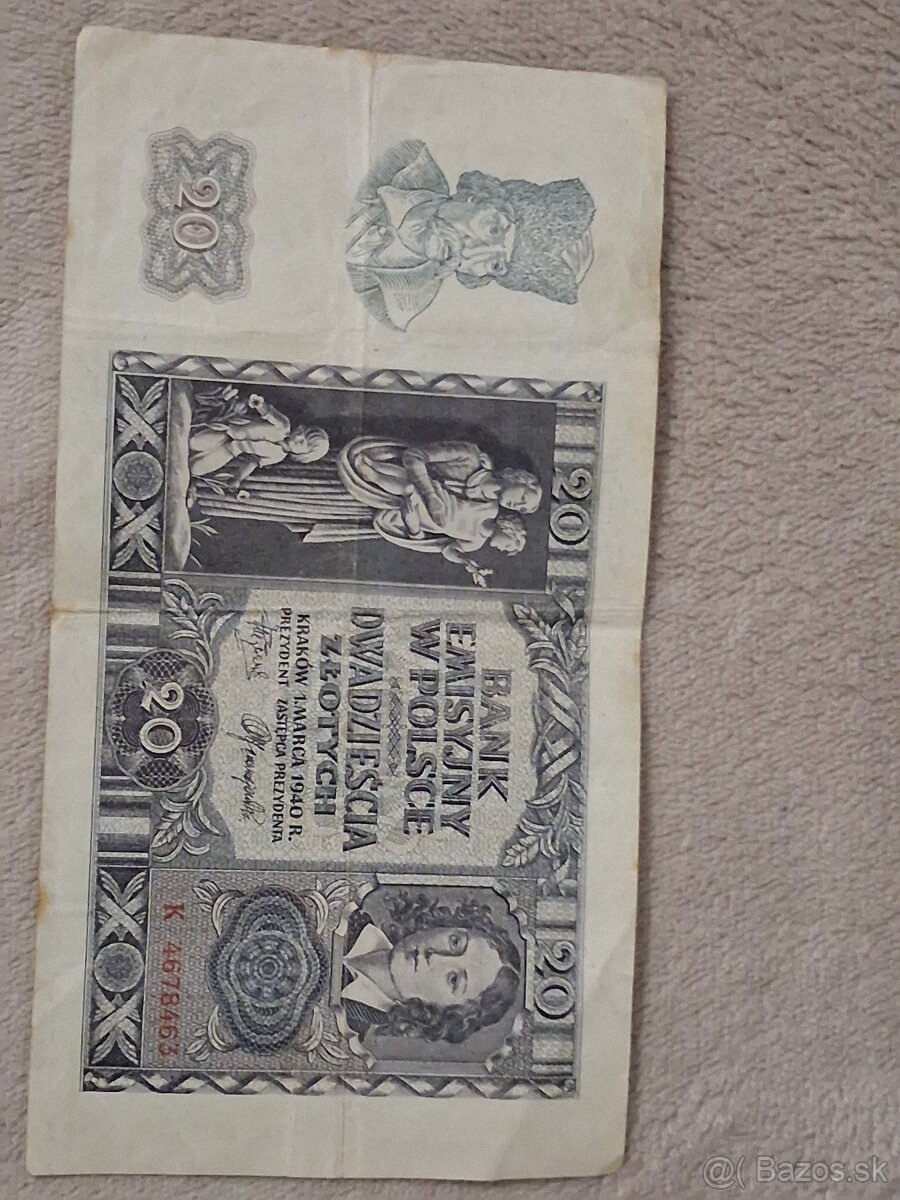 20
20
20
BANK
EMISYJNY
W POLSCE
DWADZIEŚCIA
ZŁOTYCH
KRAKÓW 1. MARCA 1940 R.
PREZYDENT ZASTĘPCA PREZYDENTA
20
K 4678463
@( Bazos.sk